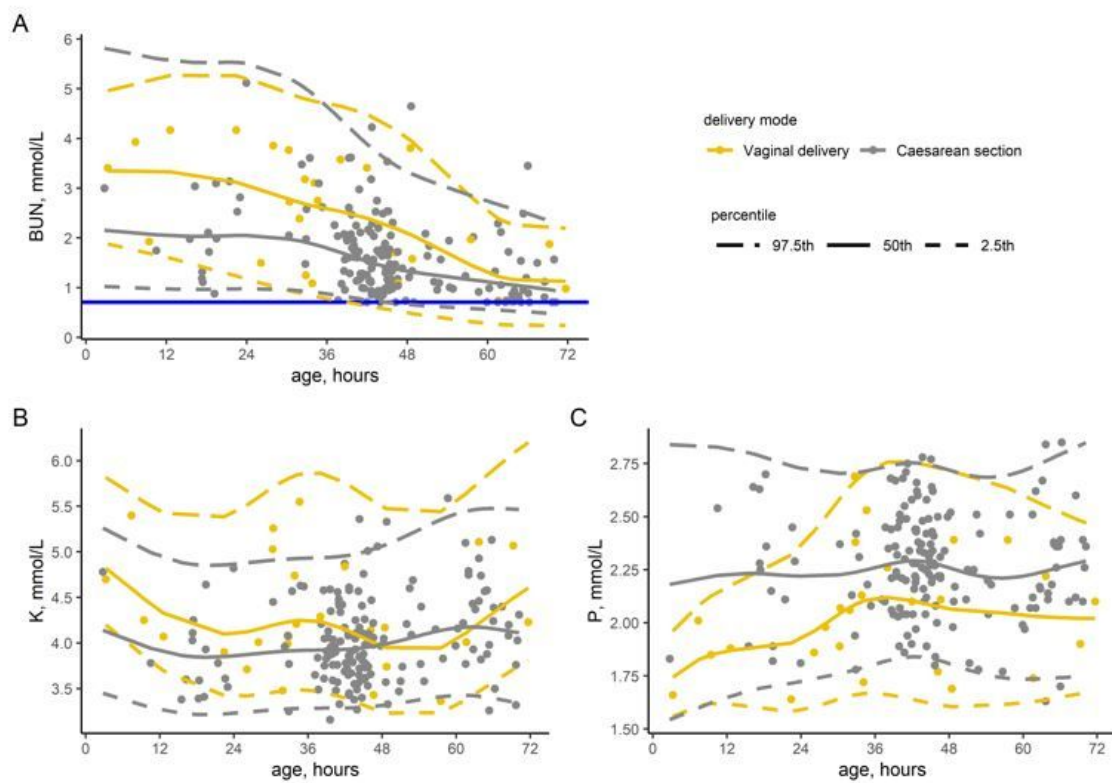 A
6
5
4
3
2
1
0
BUN, mmol/L
0 12 24 36 48 60 72
age, hours
delivery mode
Vaginal delivery Caesarean section
percentile
97.5th 50th 2.5th
B
6.0
5.5
5.0
4.5
4.0
3.5
K, mmol/L
0 12 24 36 48 60 72
age, hours
C
2.75
2.50
2.25
2.00
1.75
1.50
P, mmol/L
0 12 24 36 48 60 72
age, hours